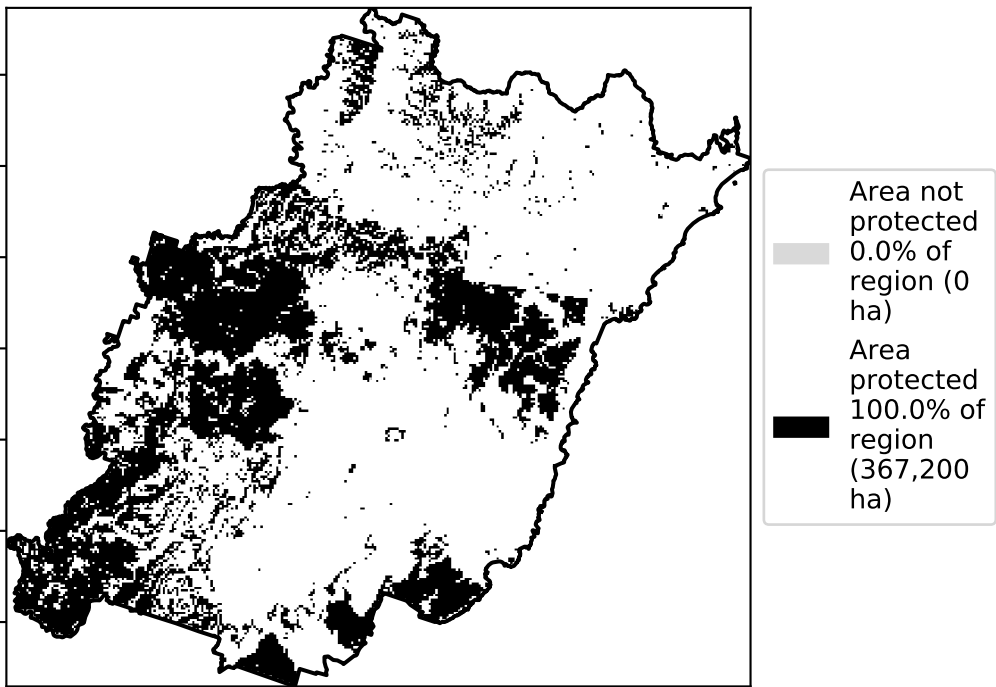 Area not
protected
0.0% of
region (0
ha)
Area
protected
100.0% of
region
(367,200
ha)